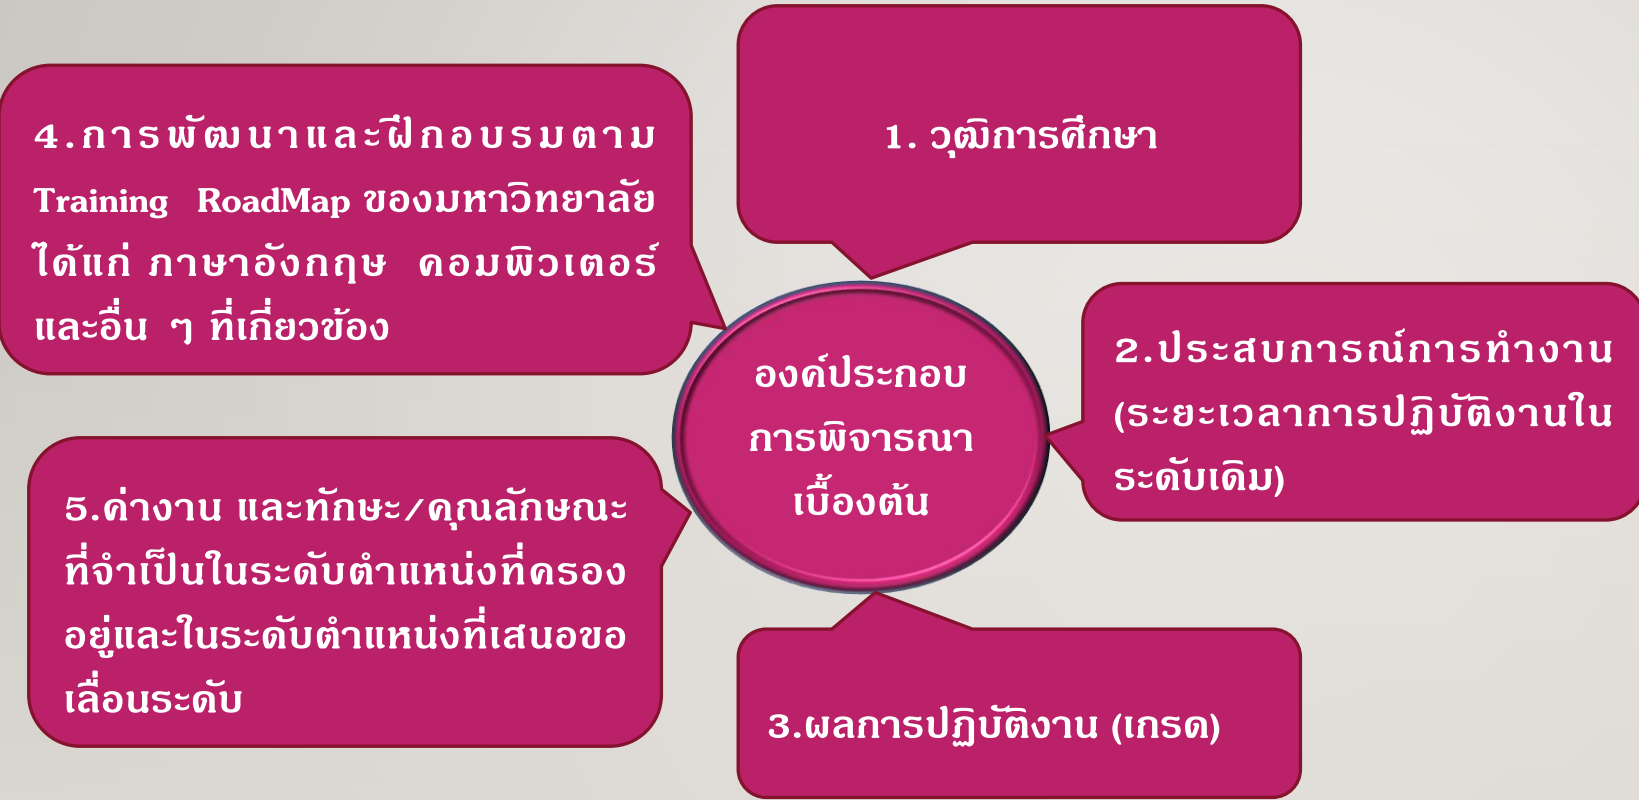 องค์ประกอบ
การพิจารณา
เบื้องต้น
1. วุฒิการศึกษา
2.ประสบการณ์การทำงาน
(ระยะเวลาการปฏิบัติงานใน
ระดับเดิม)
3.ผลการปฏิบัติงาน (เกรด)
4.การพัฒนาและฝึกอบรมตาม
Training RoadMap ของมหาวิทยาลัย
ได้แก่ ภาษาอังกฤษ คอมพิวเตอร์
และอื่น ๆ ที่เกี่ยวข้อง
5.ค่างาน และทักษะ/คุณลักษณะ
ที่จำเป็นในระดับตำแหน่งที่ครอง
อยู่และในระดับตำแหน่งที่เสนอขอ
เลื่อนระดับ